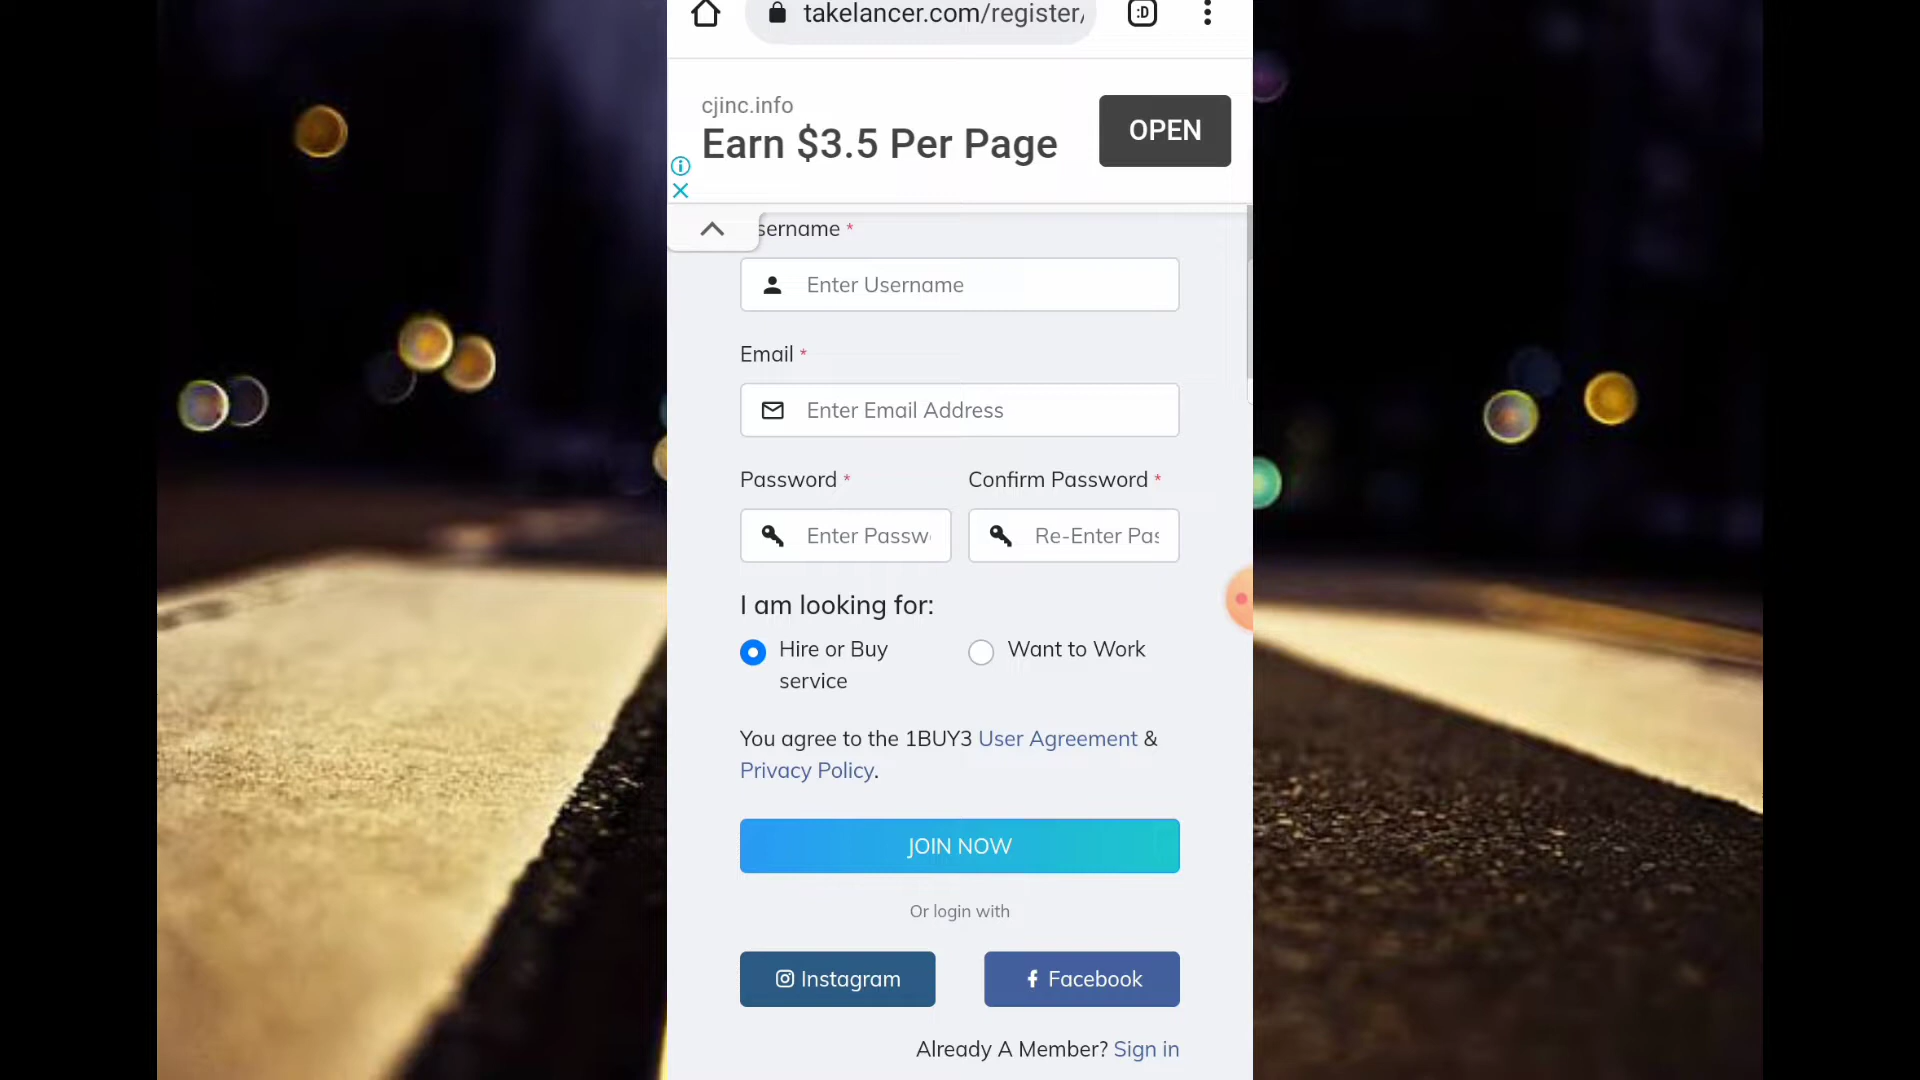 takelancer.com/register/
:D
cjinc.info
Earn $3.5 Per Page
OPEN
sername *
Enter Username
Email *
Enter Email Address
Password *
Confirm Password *
Enter Passw
Re-Enter Pas
I am looking for:
Hire or Buy
service
Want to Work
You agree to the 1BUY3 User Agreement &
Privacy Policy.
JOIN NOW
Or login with
Instagram
Facebook
Already A Member? Sign in